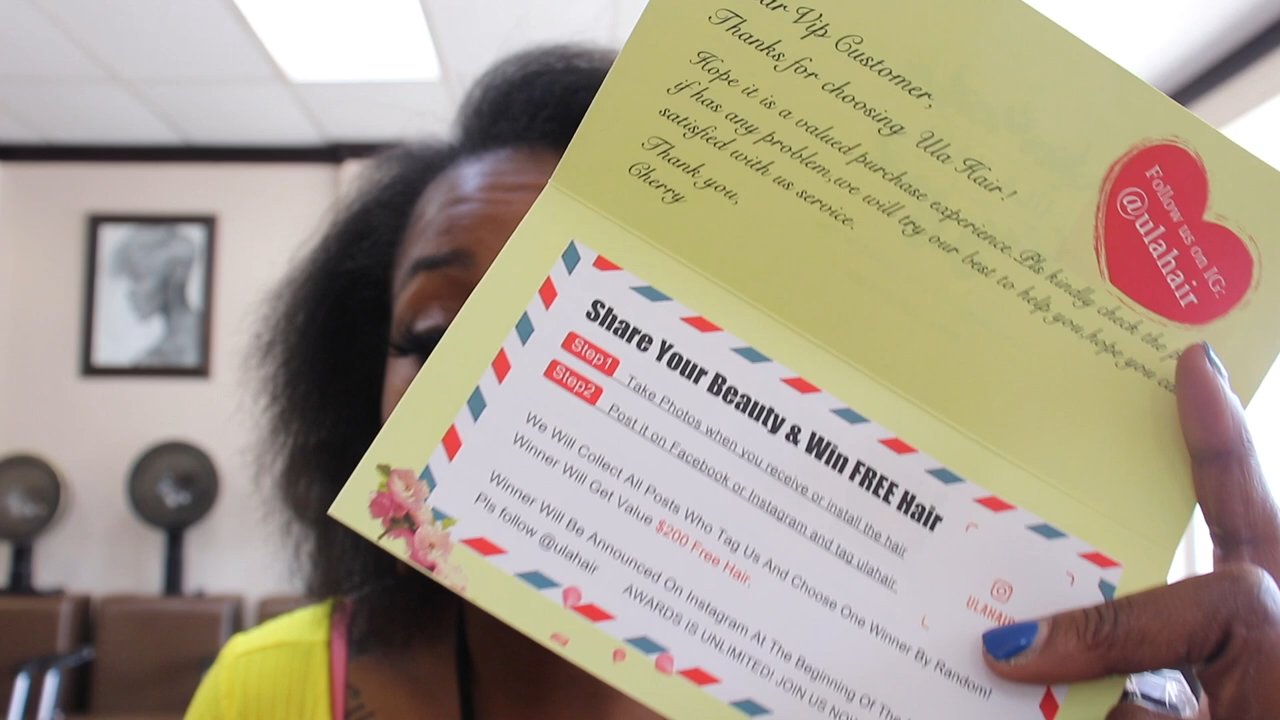 Vip Customer,
Thanks for choosing Ula Hair!
Hope it is a valued purchase experience.Pls kindly check the
if has any problem,we will try our best to help you.hope you
satisfied with us service.
Thank you,
Cherry
Follow us on IG:
@ulahair
Share Your Beauty & Win FREE Hair
Step1 Take Photos when you receive or install the hair
Step2 Post it on Facebook or Instagram and tag ulahair.
We Will Collect All Posts Who Tag Us And Choose One Winner By Random!
Winner Will Get Value $200 Free Hair.
Winner Will Be Announced On Instagram At The Beginning Of The
Pls follow @ulahair
AWARDS IS UNLIMITED! JOIN US NOW
ULAHAIR